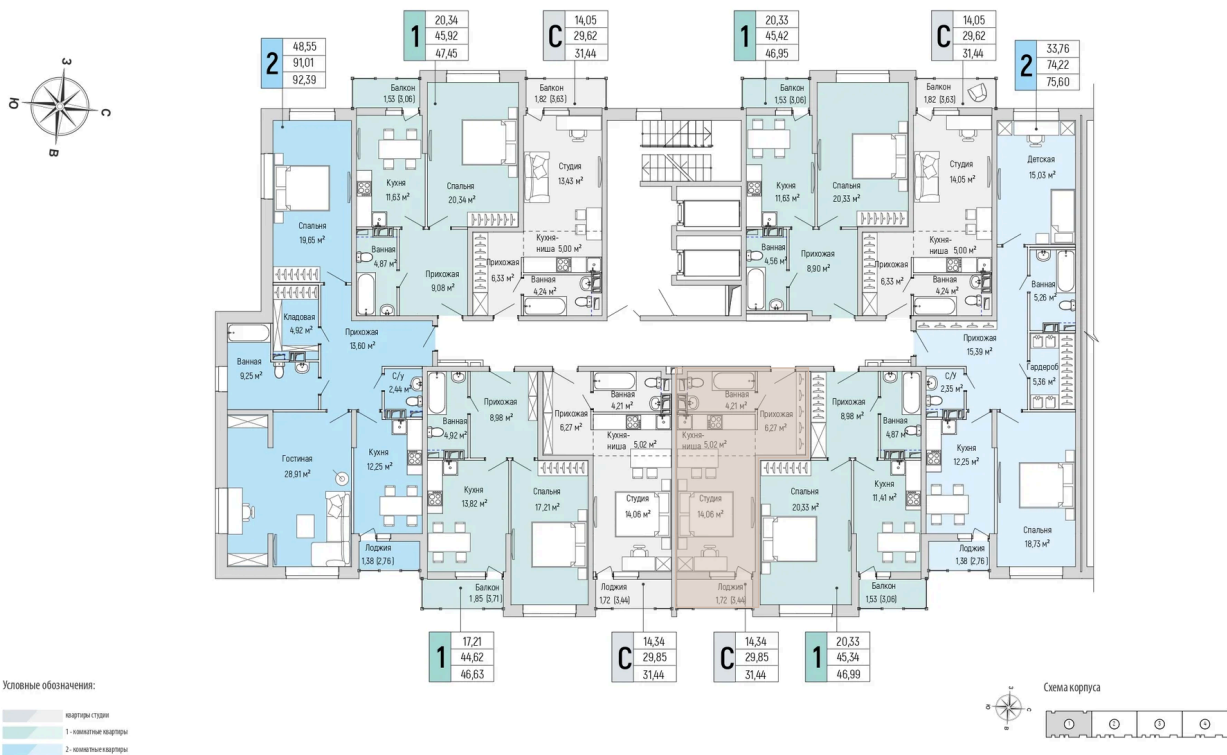 2
48,55
91,01
92,39
1
20,34
45,92
47,45
С
14,05
29,62
31,44
1
20,33
45,42
46,95
С
14,05
29,62
31,44
2
33,76
74,22
75,60
З
Ю
С
В
Балкон
1,53 (3,06)
Балкон
1,82 (3,63)
Балкон
1,53 (3,06)
Балкон
1,82 (3,63)
Спальня
19,65 м²
Кухня
11,63 м²
Спальня
20,34 м²
Студия
13,43 м²
Кухня
11,63 м²
Спальня
20,33 м²
Студия
14,05 м²
Детская
15,03 м²
Ванная
4,87 м²
Прихожая
9,08 м²
Прихожая
6,33 м²
Кухня-
ниша 5,00 м²
Ванная
4,24 м²
Ванная
4,56 м²
Прихожая
8,90 м²
Прихожая
6,33 м²
Кухня-
ниша 5,00 м²
Ванная
4,24 м²
Ванная
5,26 м²
Кладовая
4,92 м²
Прихожая
13,60 м²
Прихожая
15,39 м²
Ванная
9,25 м²
С/у
2,44 м²
С/у
2,35 м²
Гардероб
5,36 м²
Ванная
4,92 м²
Прихожая
8,98 м²
Прихожая
6,27 м²
Ванная
4,21 м²
Кухня-
ниша 5,02 м²
Ванная
4,21 м²
Кухня-
ниша 5,02 м²
Прихожая
6,27 м²
Прихожая
8,98 м²
Ванная
4,87 м²
Гостиная
28,91 м²
Кухня
12,25 м²
Кухня
13,82 м²
Спальня
17,21 м²
Студия
14,06 м²
Студия
14,06 м²
Спальня
20,33 м²
Кухня
11,41 м²
Кухня
12,25 м²
Спальня
18,73 м²
Лоджия
1,38 (2,76)
Балкон
1,85 (3,71)
Лоджия
1,72 (3,44)
Лоджия
1,72 (3,44)
Балкон
1,53 (3,06)
Лоджия
1,38 (2,76)
1
17,21
44,62
46,63
С
14,34
29,85
31,44
С
14,34
29,85
31,44
1
20,33
45,34
46,99
Условные обозначения:
квартиры студии
1 - комнатные квартиры
2 - комнатные квартиры
З
Ю
С
В
Схема корпуса
1
2
3
4